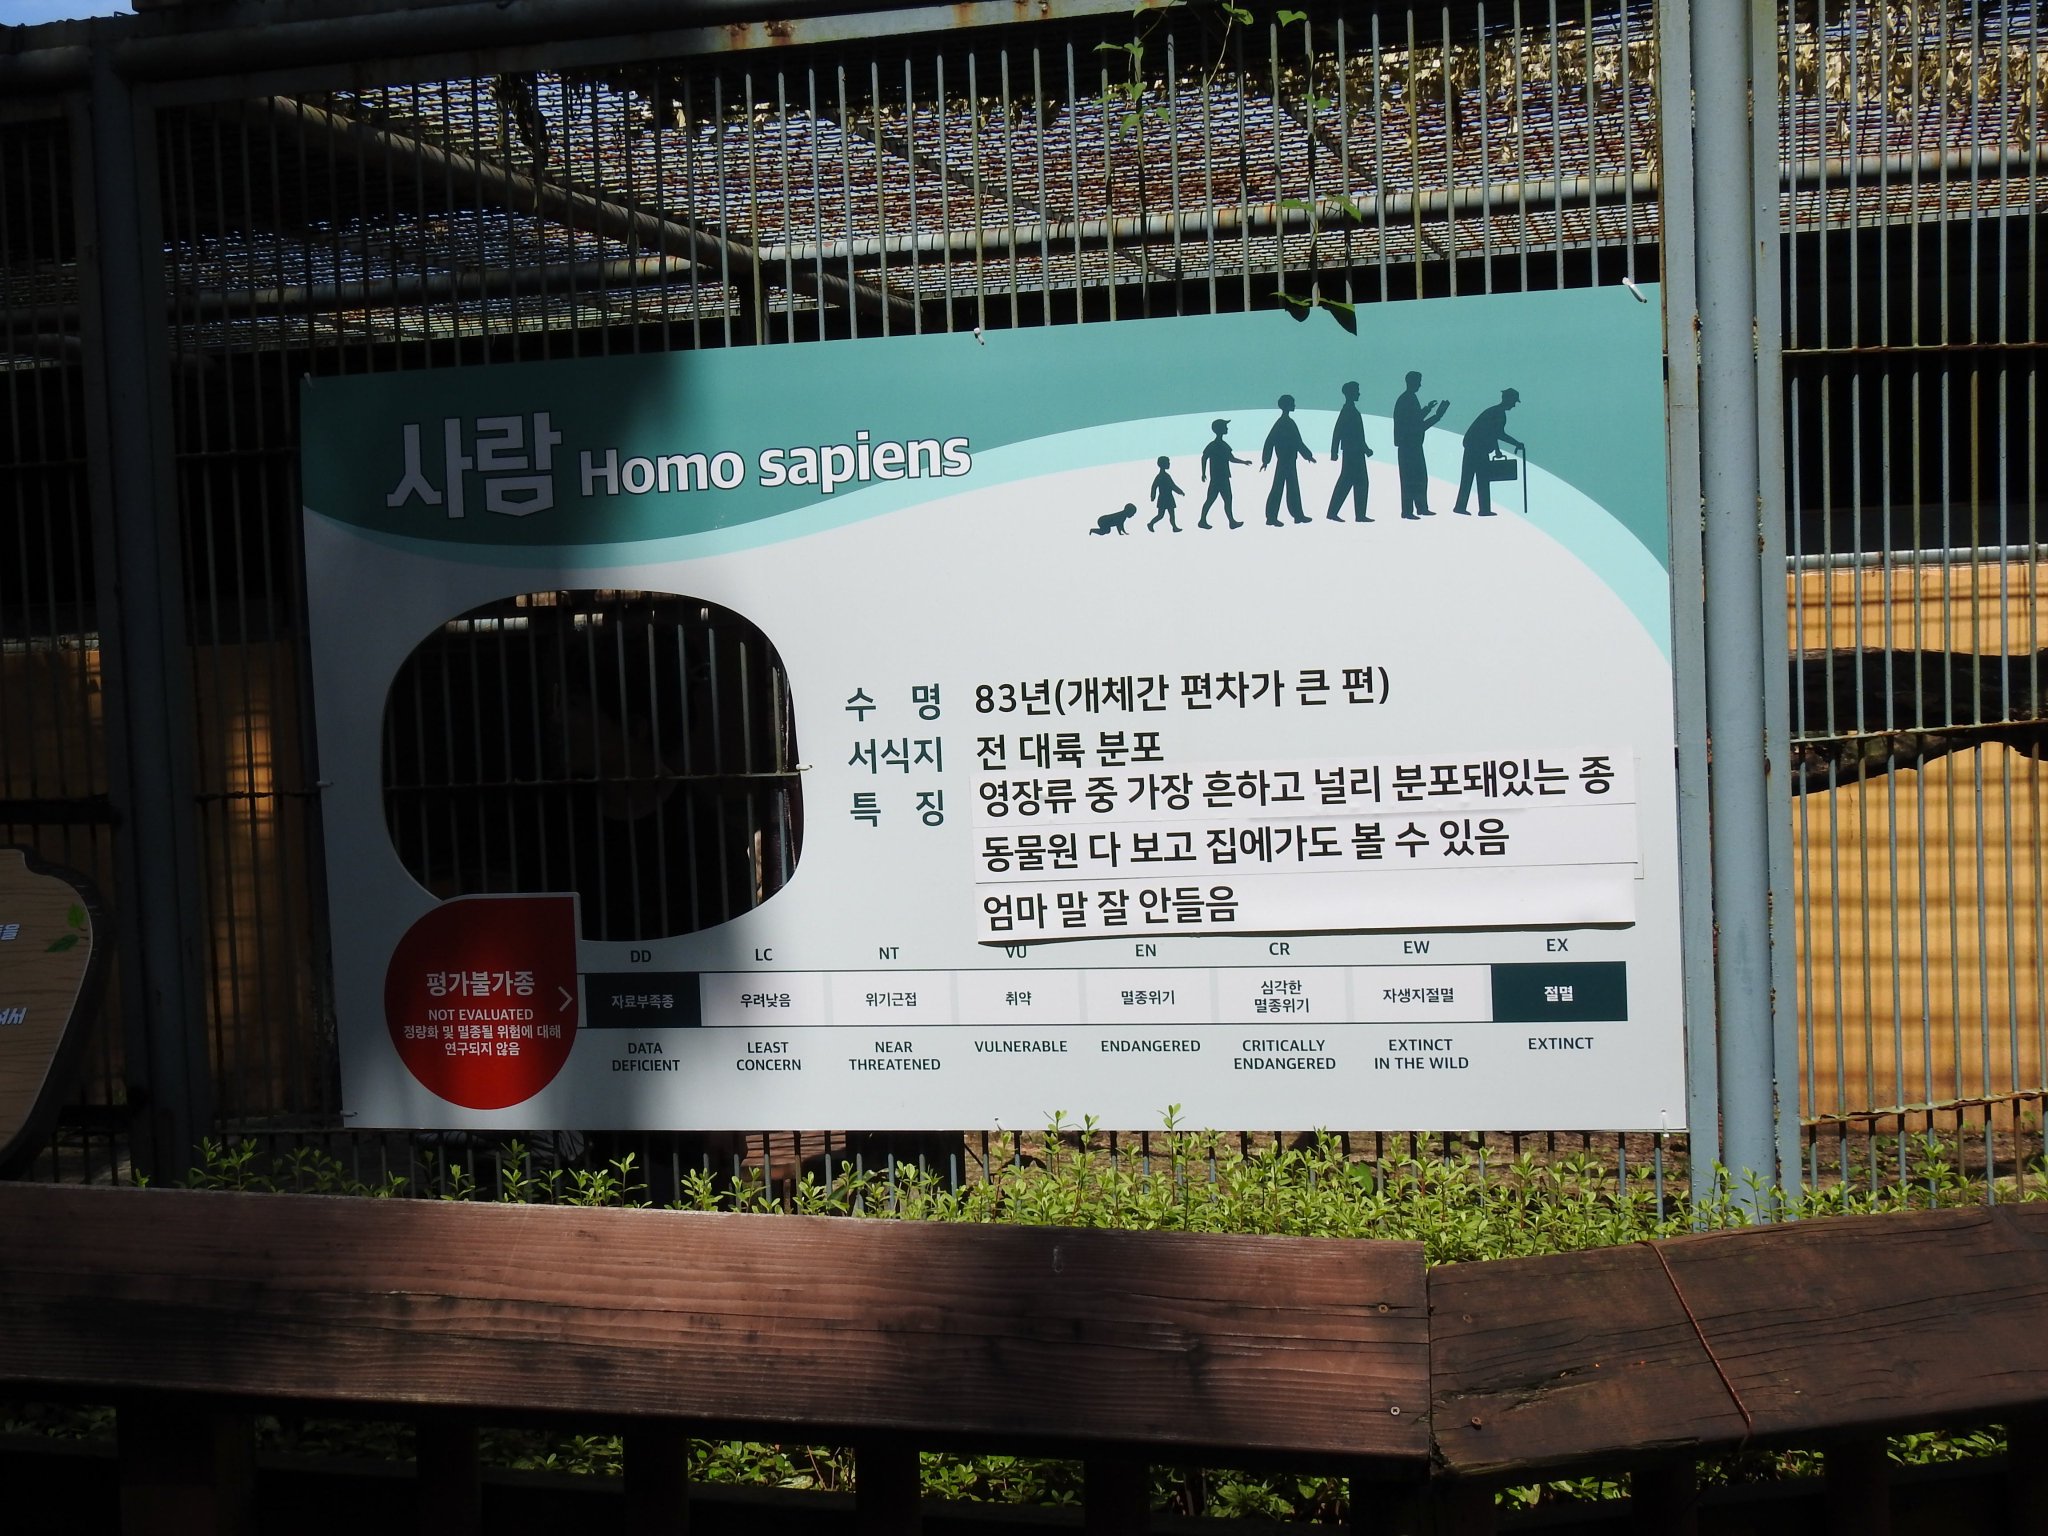 사람 Homo sapiens
수 명 83년(개체간 편차가 큰 편)
서식지 전 대륙 분포
특 징 영장류 중 가장 흔하고 널리 분포돼있는 종
동물원 다 보고 집에가도 볼 수 있음
엄마 말 잘 안들음
DD LC NT VU EN CR EW EX
평가불가종
NOT EVALUATED
정량화 및 멸종될 위험에 대해
연구되지 않음
자료부족종 우려낮음 위기근접 취약 멸종위기 심각한 멸종위기 자생지절멸 절멸
DATA DEFICIENT LEAST CONCERN NEAR THREATENED VULNERABLE ENDANGERED CRITICALLY ENDANGERED EXTINCT IN THE WILD EXTINCT